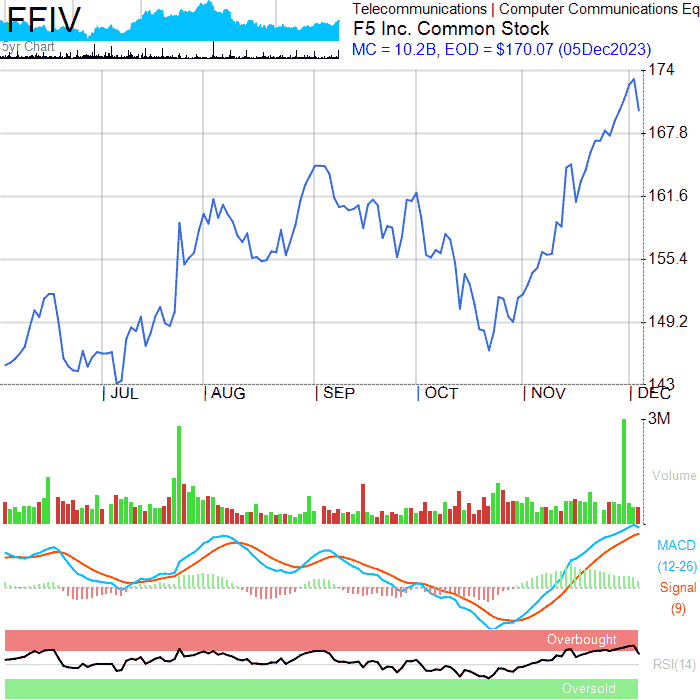 FFIV
5yr Chart
Telecommunications | Computer Communications Eq
F5 Inc. Common Stock
MC = 10.2B, EOD = $170.07 (05Dec2023)
174
167.8
161.6
155.4
149.2
143
JUL AUG SEP OCT NOV DEC
3M
Volume
MACD
(12-26)
Signal
(9)
Overbought
RSI(14)
Oversold